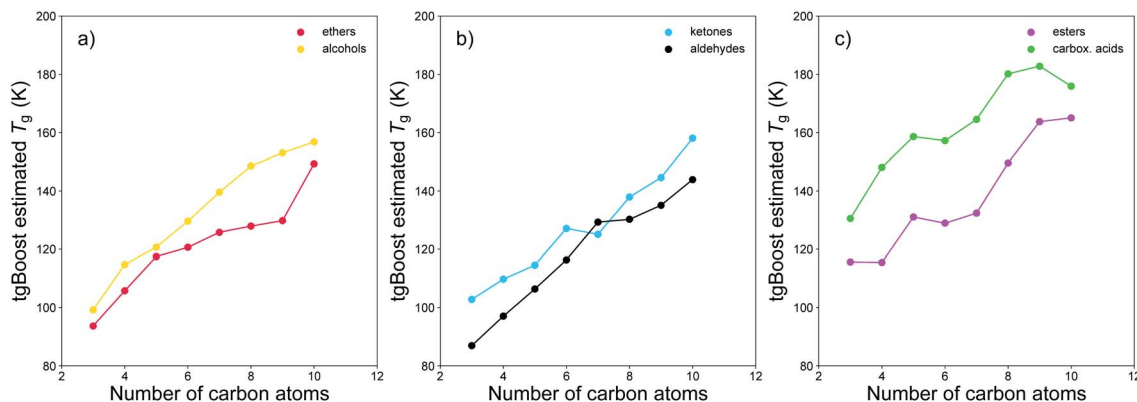 a)
ethers
alcohols
tgBoost estimated Tg (K)
200
180
160
140
120
100
80
2 4 6 8 10 12
Number of carbon atoms
b)
ketones
aldehydes
tgBoost estimated Tg (K)
200
180
160
140
120
100
80
2 4 6 8 10 12
Number of carbon atoms
c)
esters
carbox. acids
tgBoost estimated Tg (K)
200
180
160
140
120
100
80
2 4 6 8 10 12
Number of carbon atoms